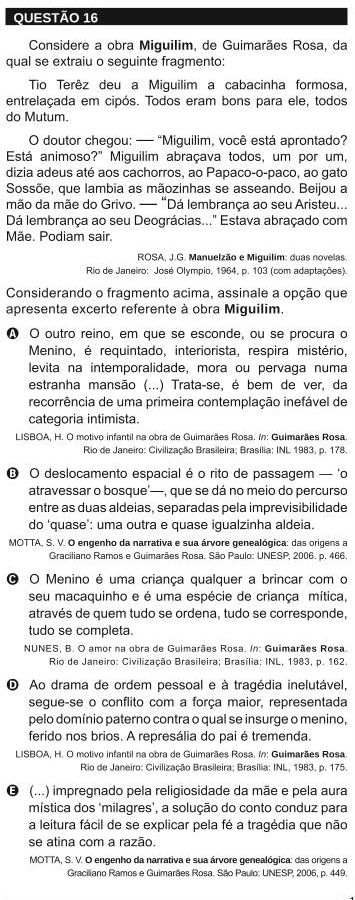 QUESTÃO 16
Considere a obra Miguilim, de Guimarães Rosa, da
qual se extraiu o seguinte fragmento:
Tio Terêz deu a Miguilim a cabacinha formosa,
entrelaçada em cipós. Todos eram bons para ele, todos
do Mutum.
O doutor chegou: — “Miguilim, você está aprontado?
Está animoso?” Miguilim abraçava todos, um por um,
dizia adeus até aos cachorros, ao Papaco-o-paco, ao gato
Sossõe, que lambia as mãozinhas se asseando. Beijou a
mão da mãe do Grivo. — “Dá lembrança ao seu Aristeu...
Dá lembrança ao seu Deográcias...” Estava abraçado com
Mãe. Podiam sair.
ROSA, J.G. Manuelzão e Miguilim: duas novelas.
Rio de Janeiro: José Olympio, 1964, p. 103 (com adaptações).
Considerando o fragmento acima, assinale a opção que
apresenta excerto referente à obra Miguilim.
A O outro reino, em que se esconde, ou se procura o
Menino, é requintado, interiorista, respira mistério,
levita na intemporalidade, mora ou pervaga numa
estranha mansão (...) Trata-se, é bem de ver, da
recorrência de uma primeira contemplação inefável de
categoria intimista.
LISBOA, H. O motivo infantil na obra de Guimarães Rosa. In: Guimarães Rosa.
Rio de Janeiro: Civilização Brasileira; Brasília: INL 1983, p. 178.
B O deslocamento espacial é o rito de passagem — ‘o
atravessar o bosque’—, que se dá no meio do percurso
entre as duas aldeias, separadas pela imprevisibilidade
do ‘quase’: uma outra e quase igualzinha aldeia.
MOTTA, S. V. O engenho da narrativa e sua árvore genealógica: das origens a
Graciliano Ramos e Guimarães Rosa. São Paulo: UNESP, 2006. p. 466.
C O Menino é uma criança qualquer a brincar com o
seu macaquinho e é uma espécie de criança mítica,
através de quem tudo se ordena, tudo se corresponde,
tudo se completa.
NUNES, B. O amor na obra de Guimarães Rosa. In: Guimarães Rosa.
Rio de Janeiro: Civilização Brasileira; Brasília: INL, 1983, p. 162.
D Ao drama de ordem pessoal e à tragédia inelutável,
segue-se o conflito com a força maior, representada
pelo domínio paterno contra o qual se insurge o menino,
ferido nos brios. A represália do pai é tremenda.
LISBOA, H. O motivo infantil na obra de Guimarães Rosa. In: Guimarães Rosa.
Rio de Janeiro: Civilização Brasileira; Brasília: INL, 1983, p. 175.
E (...) impregnado pela religiosidade da mãe e pela aura
mística dos ‘milagres’, a solução do conto conduz para
a leitura fácil de se explicar pela fé a tragédia que não
se atina com a razão.
MOTTA, S. V. O engenho da narrativa e sua árvore genealógica: das origens a
Graciliano Ramos e Guimarães Rosa. São Paulo: UNESP, 2006, p. 449.